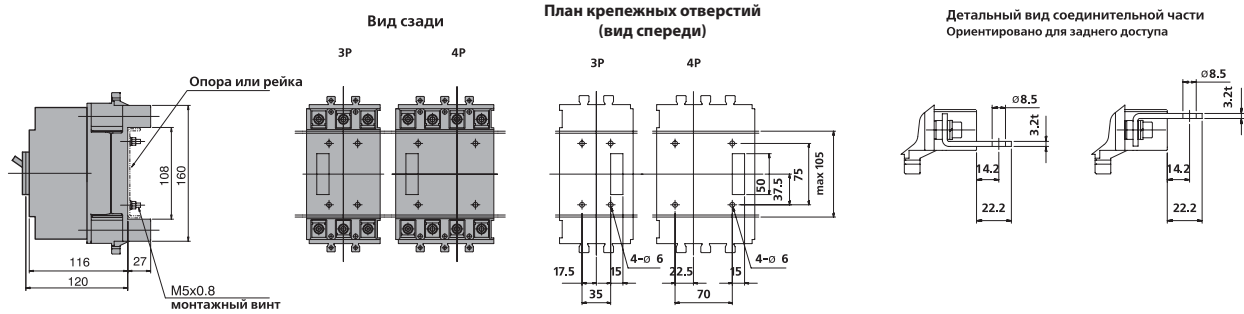 Вид сзади
3P
4P
Опора или рейка
108
160
116
27
120
M5x0.8
монтажный винт
План крепежных отверстий
(вид спереди)
3P
4P
50
37.5
75
max 105
4-ø 6
4-ø 6
17.5
15
22.5
15
35
70
Детальный вид соединительной части
Ориентировано для заднего доступа
ø8.5
3.2t
14.2
22.2
ø8.5
3.2t
14.2
22.2